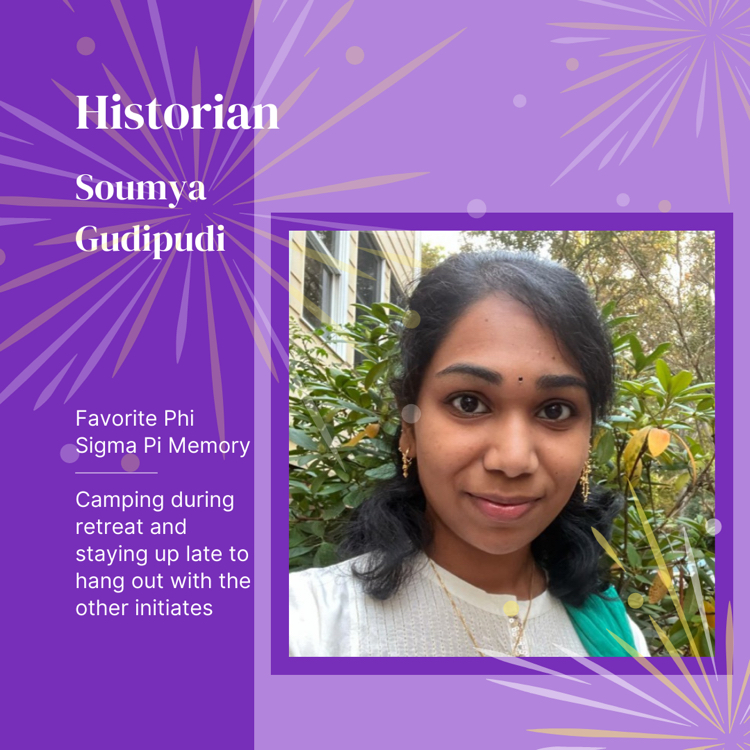 Historian
Soumya
Gudipudi
Favorite Phi
Sigma Pi Memory
Camping during
retreat and
staying up late to
hang out with the
other initiates